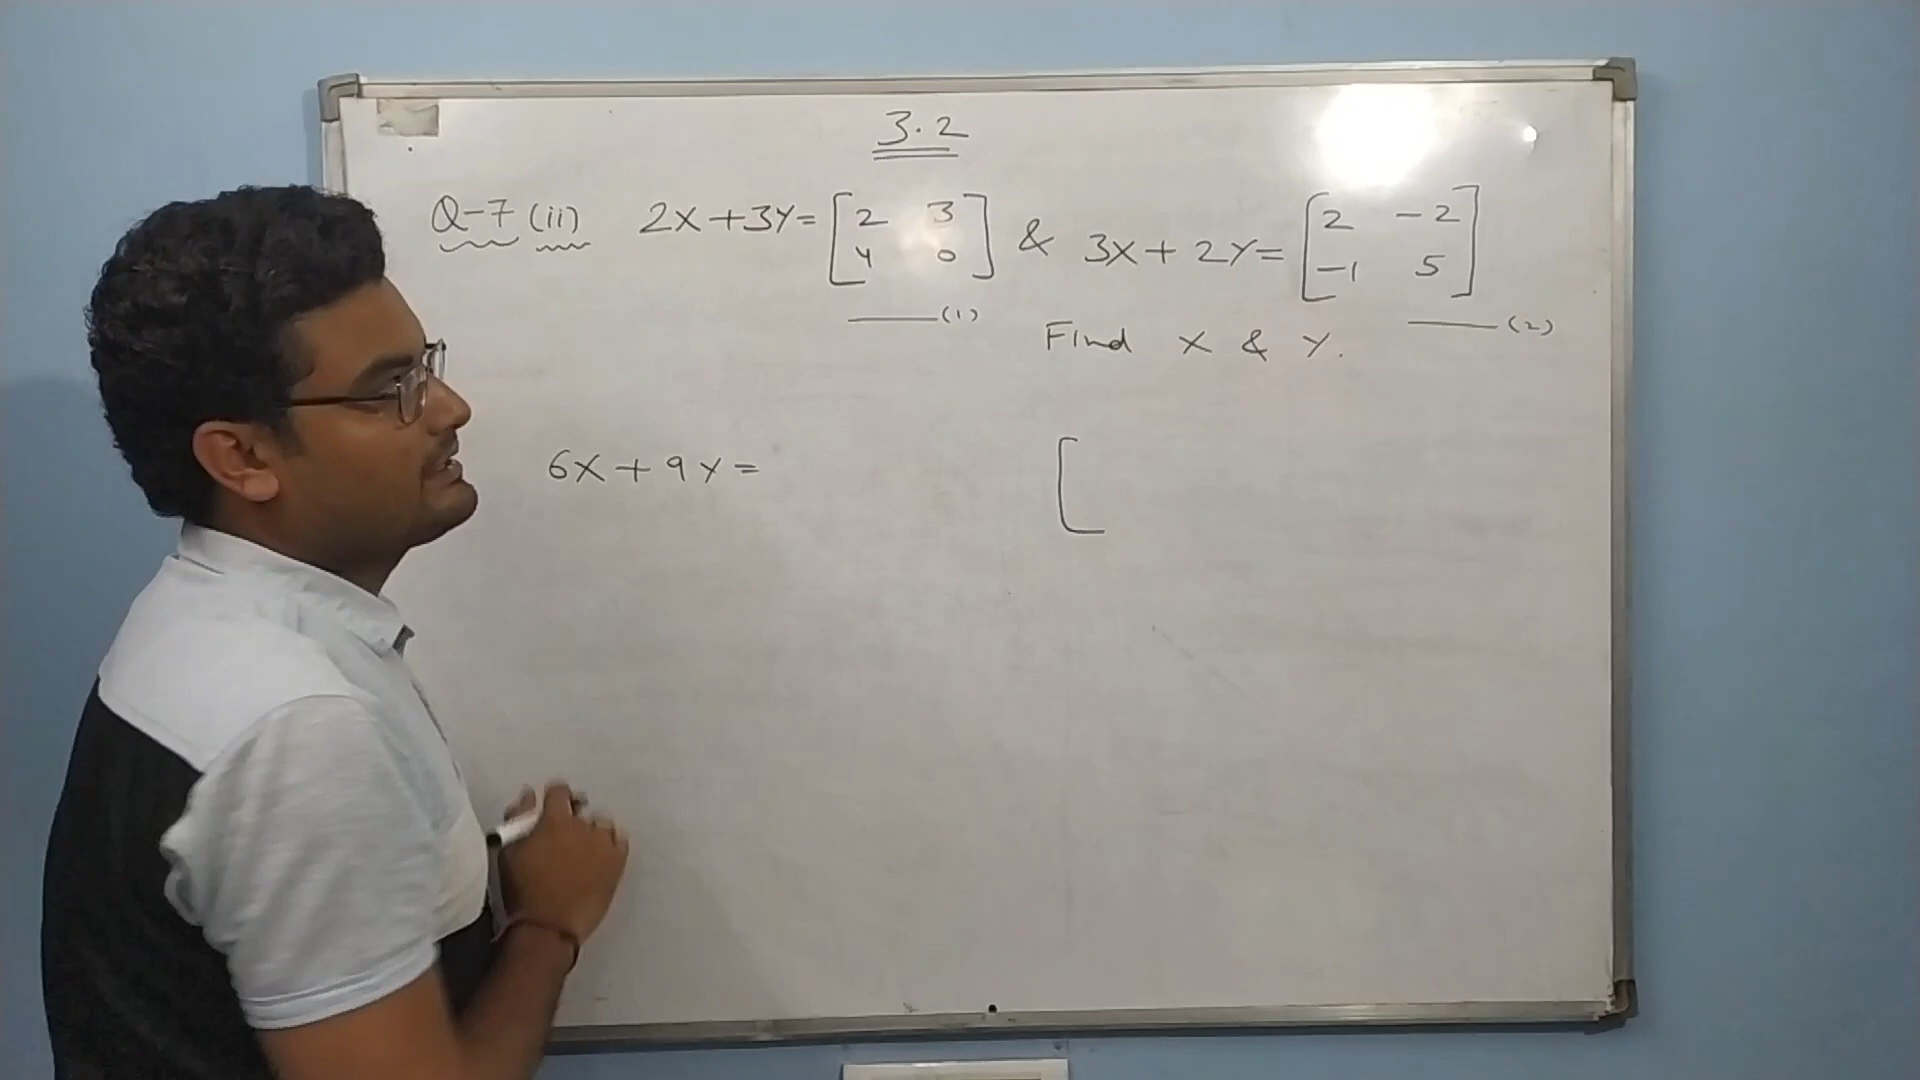 3.2
Q-7 (ii) 2X+3Y= [2 3 4 0] & 3X+2Y= [2 -2 -1 5]
(1) (2)
Find X & Y.
6X+9Y= [